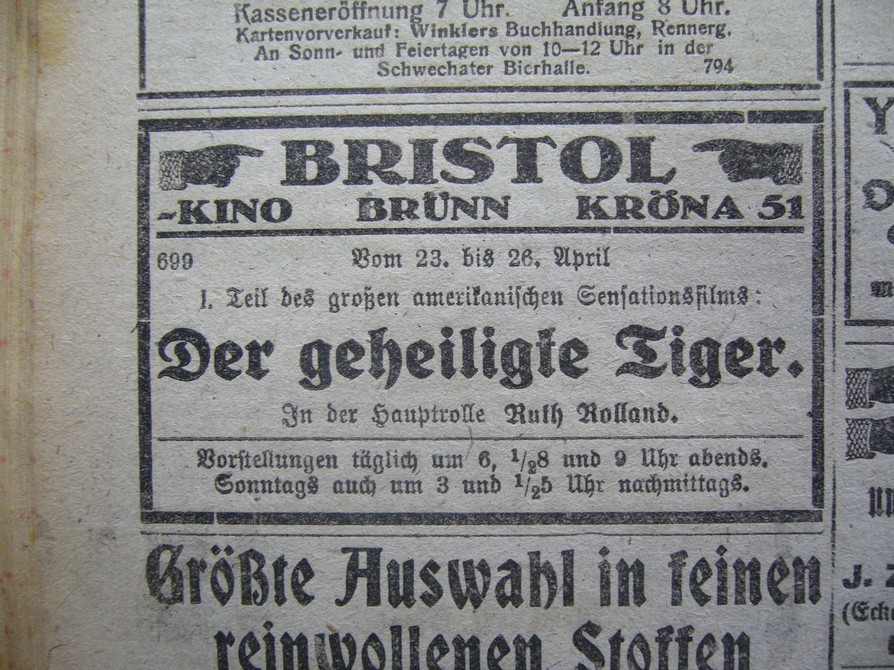 Kasseneröffnung 7 Uhr. Anfang 8 Uhr.
Kartenvorverkauf: Winklers Buchhandlung, Rennerg.
An Sonn- und Feiertagen von 10—12 Uhr in der
Schwechater Bierhalle. 794
BRISTOL
-KINO BRÜNN KRÖNA 51
699 Vom 23. bis 26. April
1. Teil des großen amerikanischen Sensationsfilms:
Der geheiligte Tiger.
In der Hauptrolle Ruth Rolland.
Vorstellungen täglich um 6, 1/28 und 9 Uhr abends.
Sonntags auch um 3 und 1/25 Uhr nachmittags.
Größte Auswahl in feinen
reinwollenen Stoffen
J.